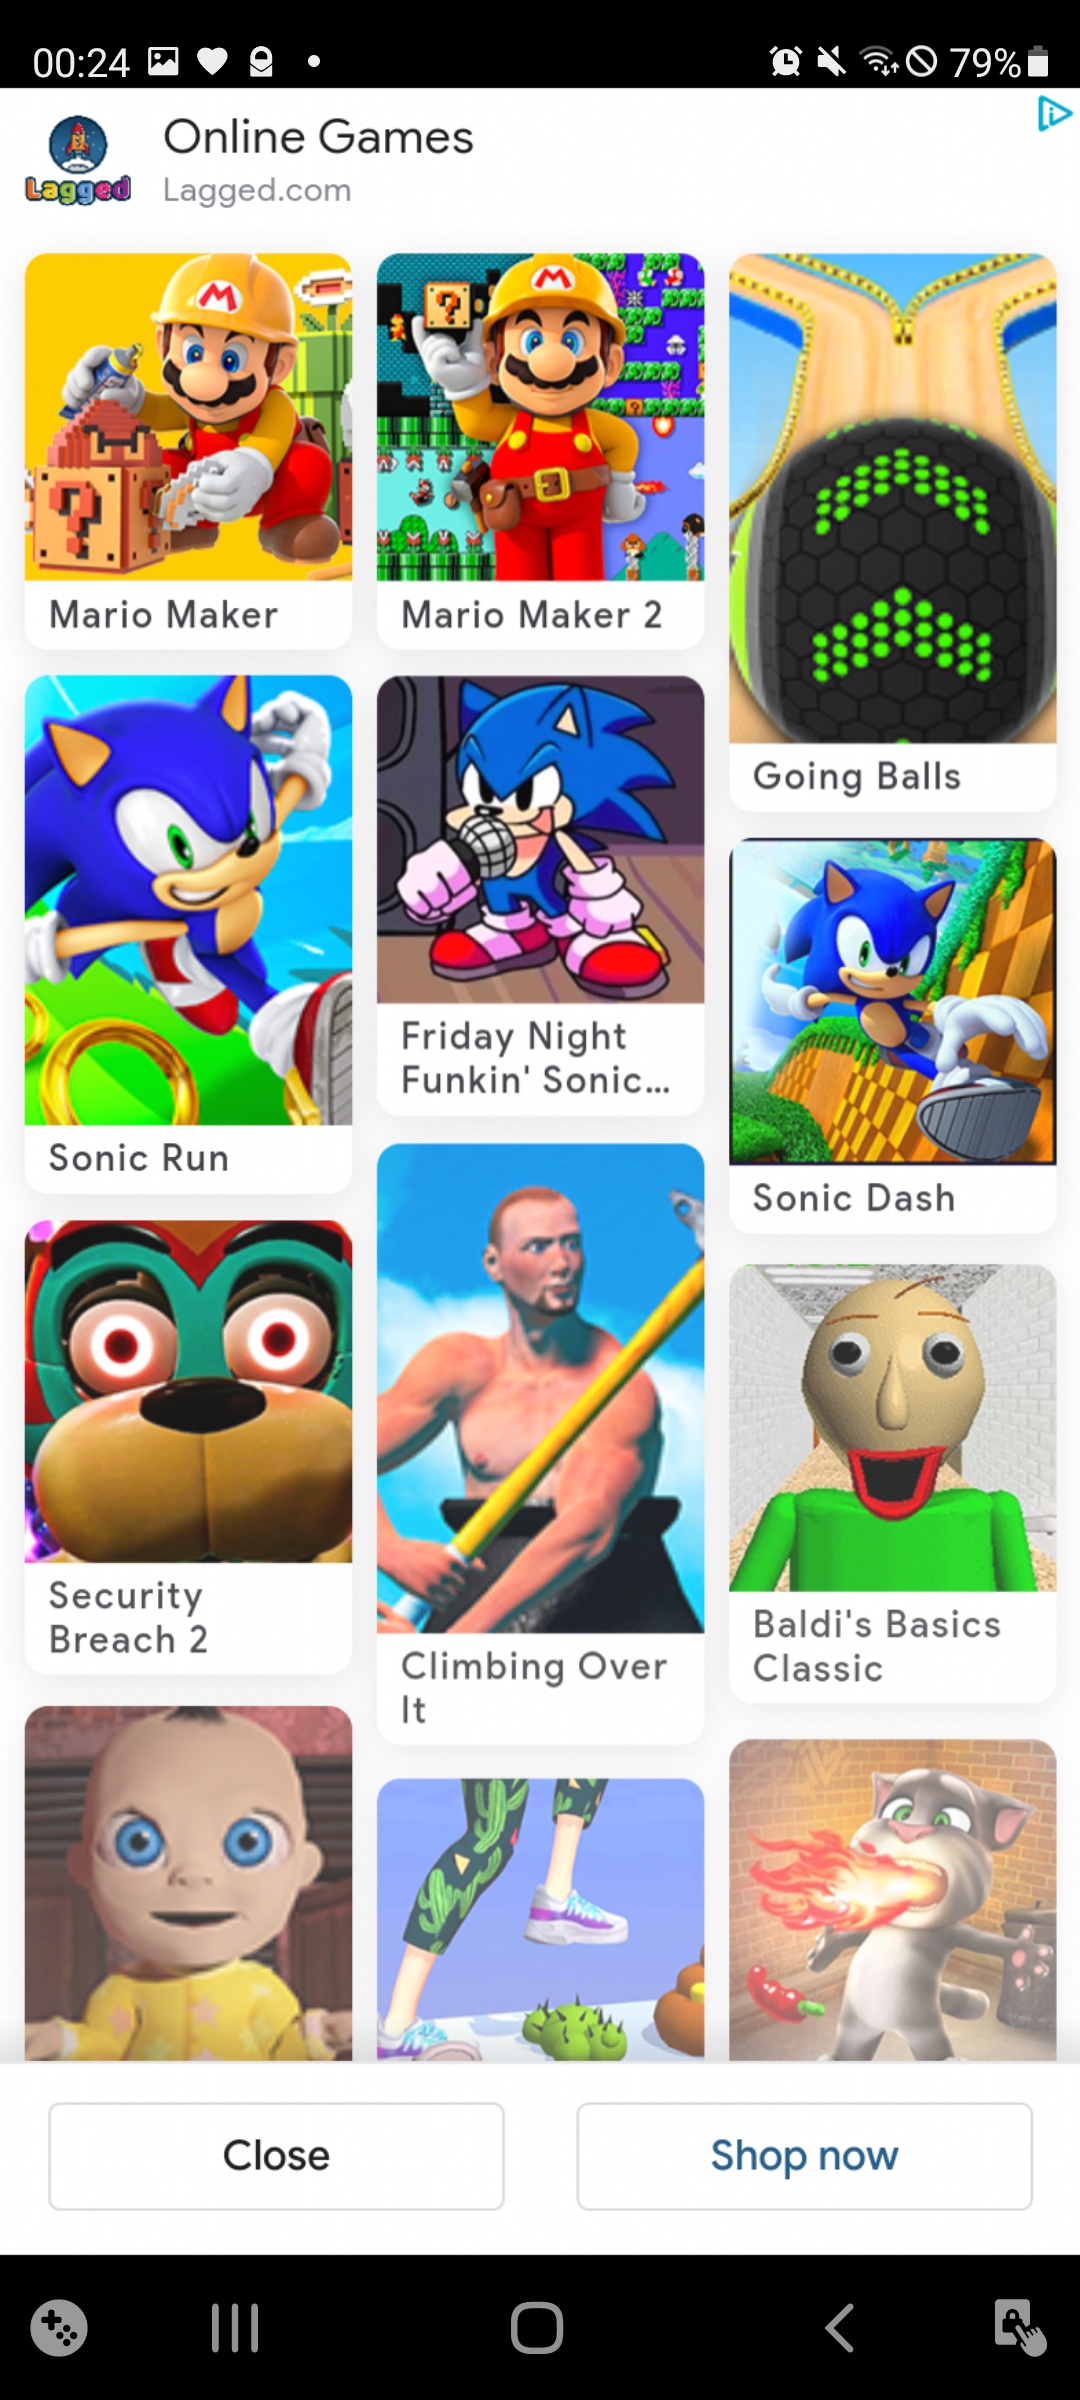 00:24
79%
Lagged
Online Games
Lagged.com
M
?
Mario Maker
M
?
Mario Maker 2
Going Balls
Sonic Run
Friday Night
Funkin' Sonic...
Sonic Dash
Security
Breach 2
Climbing Over
It
Baldi's Basics
Classic
Close
Shop now